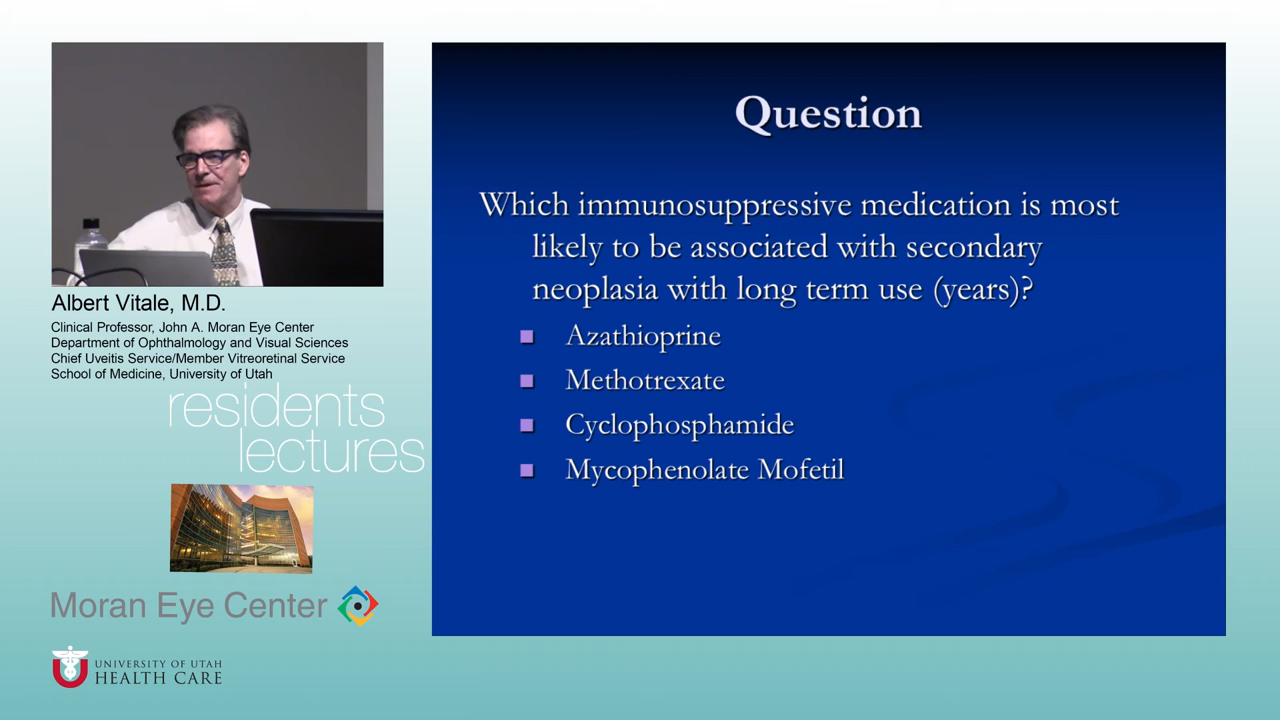 Albert Vitale, M.D.
Clinical Professor, John A. Moran Eye Center
Department of Ophthalmology and Visual Sciences
Chief Uveitis Service/Member Vitreoretinal Service
School of Medicine, University of Utah
residents
lectures
Moran Eye Center
UNIVERSITY OF UTAH
HEALTH CARE
Question
Which immunosuppressive medication is most
likely to be associated with secondary
neoplasia with long term use (years)?
Azathioprine
Methotrexate
Cyclophosphamide
Mycophenolate Mofetil